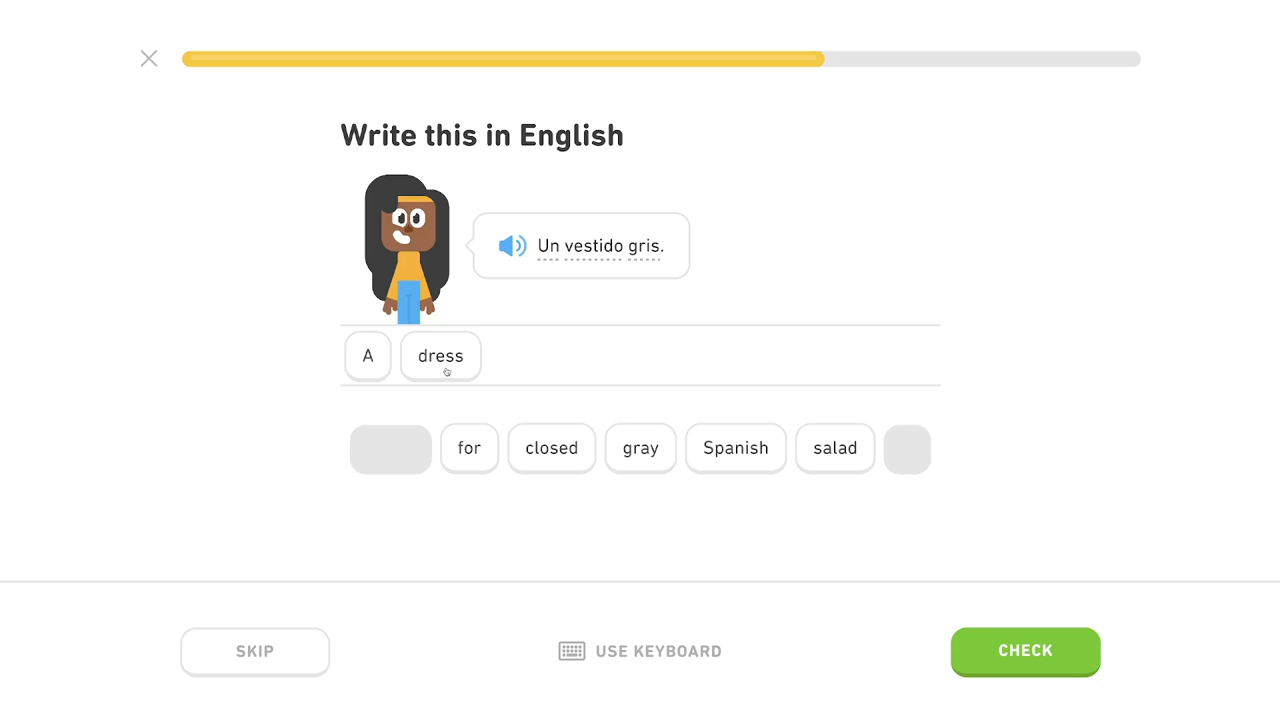 Write this in English
Un vestido gris.
A dress
for closed gray Spanish salad
SKIP USE KEYBOARD CHECK